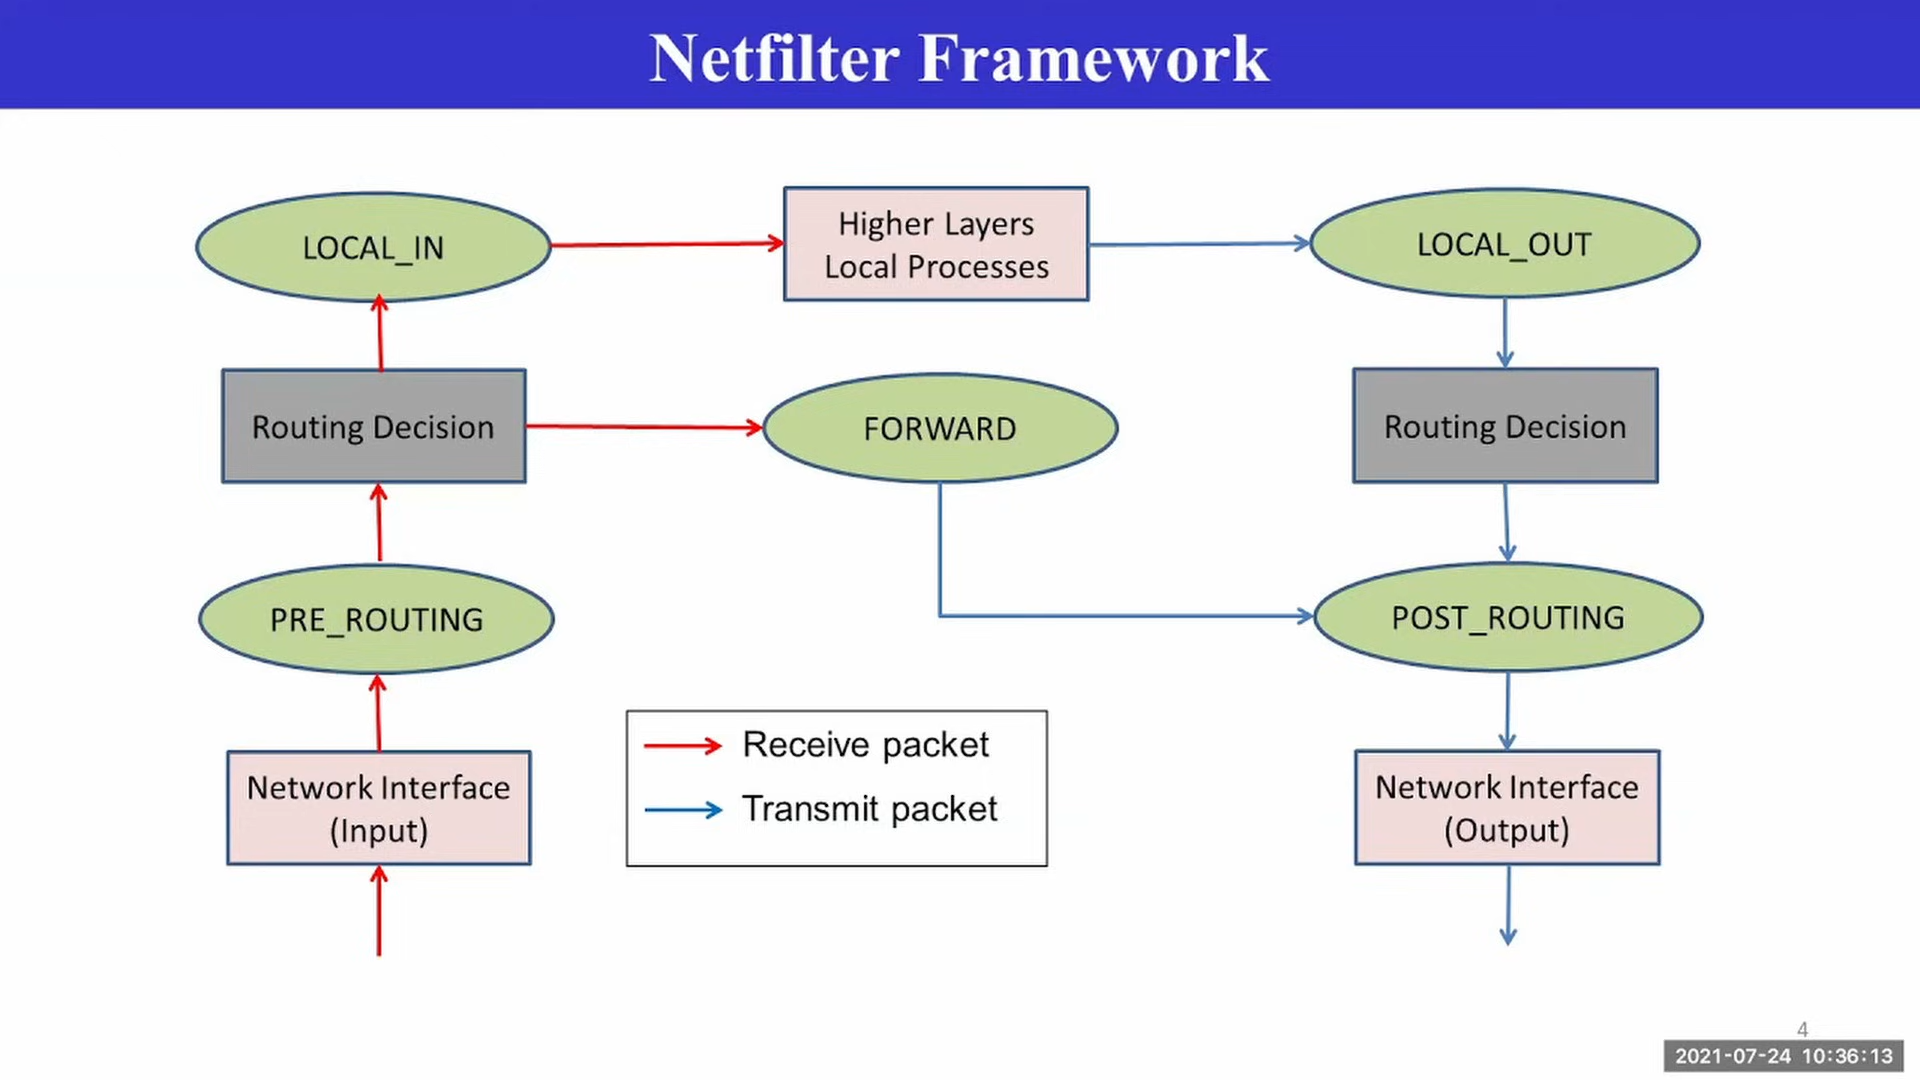 Netfilter Framework
LOCAL_IN
Higher Layers
Local Processes
LOCAL_OUT
Routing Decision
FORWARD
Routing Decision
PRE_ROUTING
POST_ROUTING
Receive packet
Transmit packet
Network Interface
(Input)
Network Interface
(Output)
4
2021-07-24 10:36:13